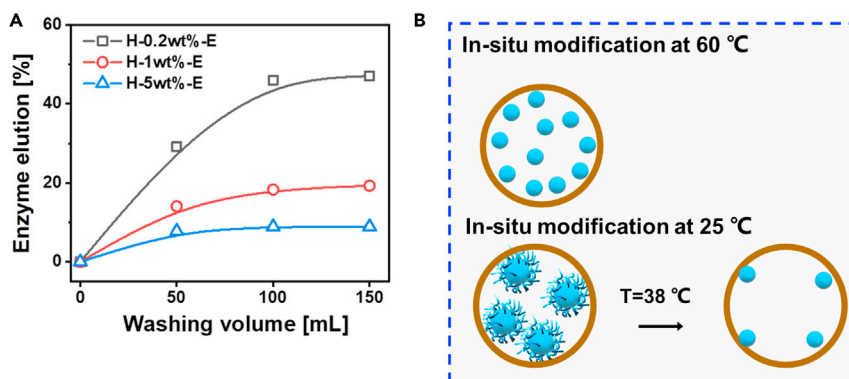 A
60
40
20
0
Enzyme elution [%]
H-0.2wt%-E
H-1wt%-E
H-5wt%-E
0 50 100 150
Washing volume [mL]
B
In-situ modification at 60 ℃
In-situ modification at 25 ℃
T=38 ℃